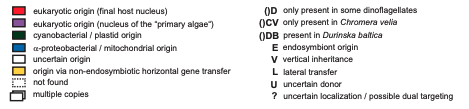 eukaryotic origin (final host nucleus)
eukaryotic origin (nucleus of the "primary algae")
cyanobacterial / plastid origin
α-proteobacterial / mitochondrial origin
uncertain origin
origin via non-endosymbiotic horizontal gene transfer
not found
multiple copies
()D only present in some dinoflagellates
()CV only present in Chromera velia
()DB present in Durinskia baltica
E endosymbiont origin
V vertical inheritance
L lateral transfer
U uncertain donor
? uncertain localization / possible dual targeting